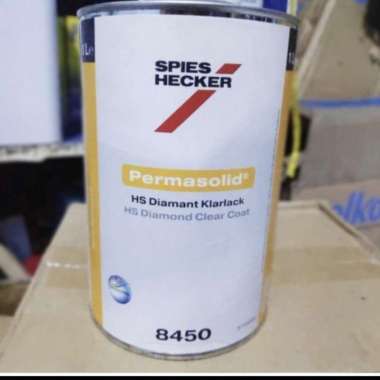 SPIES
HECKER
Permasolid®
HS Diamant Klarlack
HS Diamond Clear Coat
8450